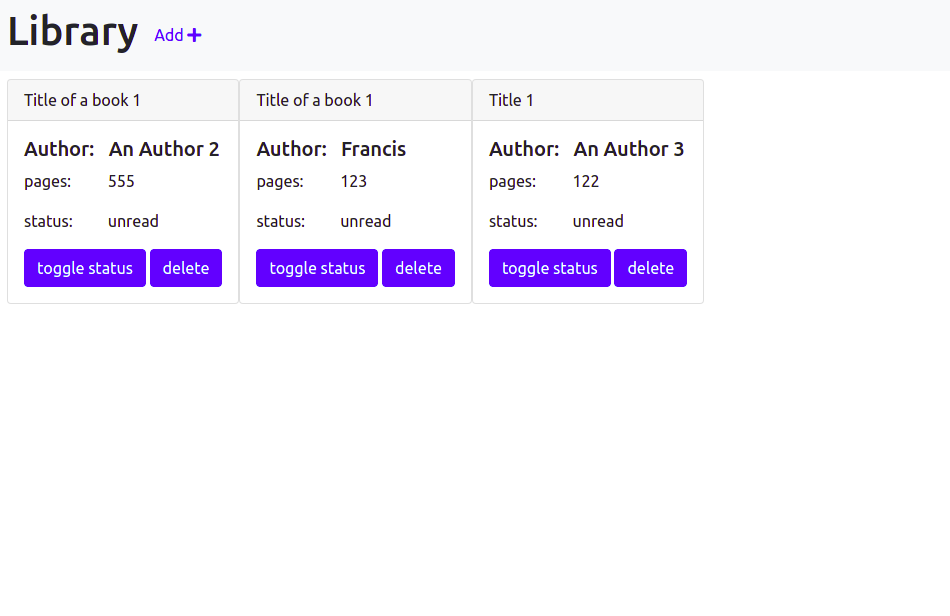 Library Add
Title of a book 1
Author: An Author 2
pages: 555
status: unread
toggle status delete
Title of a book 1
Author: Francis
pages: 123
status: unread
toggle status delete
Title 1
Author: An Author 3
pages: 122
status: unread
toggle status delete